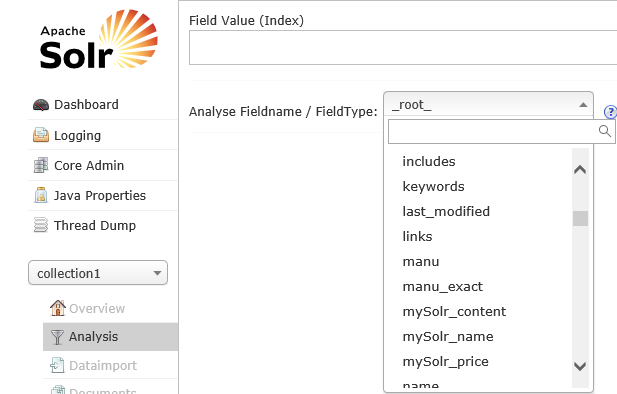 Apache
Solr
Dashboard
Logging
Core Admin
Java Properties
Thread Dump
collection1
Overview
Analysis
Dataimport
Documents
Field Value (Index)
Analyse Fieldname / FieldType:
_root_
?
includes
keywords
last_modified
links
manu
manu_exact
mySolr_content
mySolr_name
mySolr_price
name